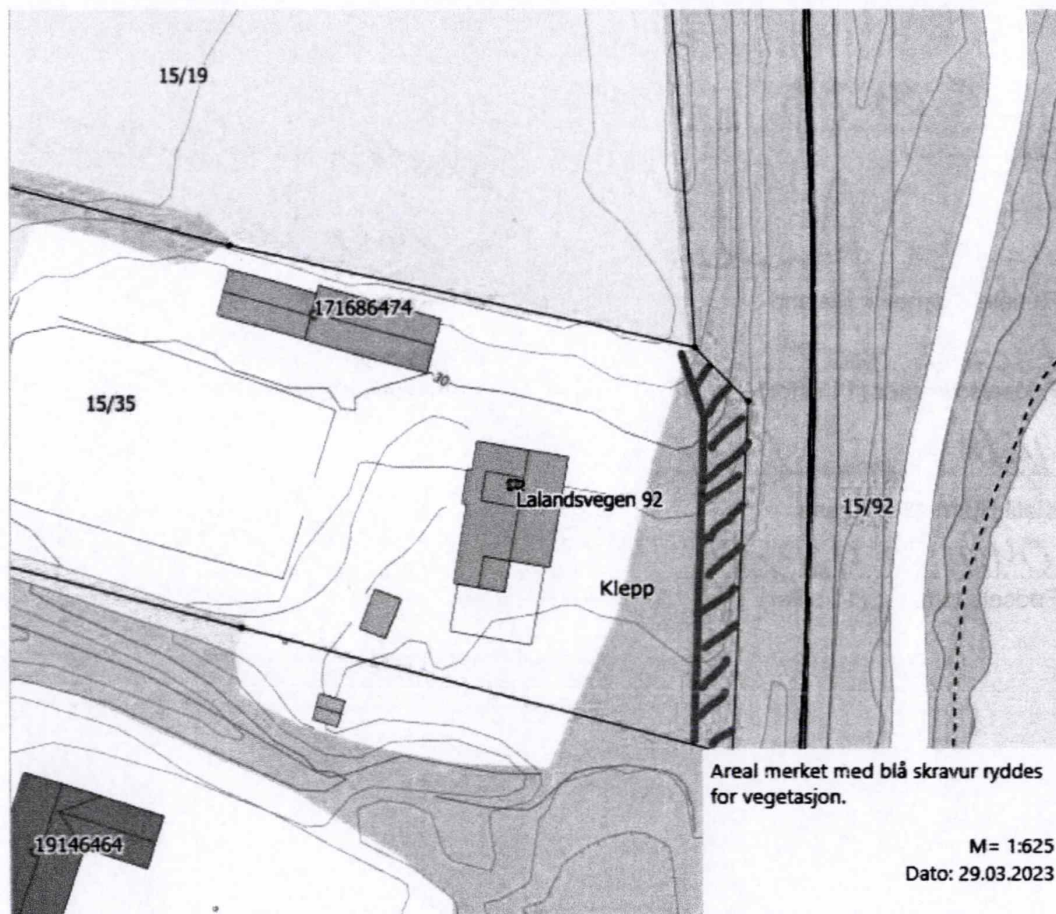 15/19
171686474
30
15/35
Lalandsvegen 92
15/92
Klepp
Areal merket med blå skravur ryddes
for vegetasjon.
19146464
M= 1:625
Dato: 29.03.2023